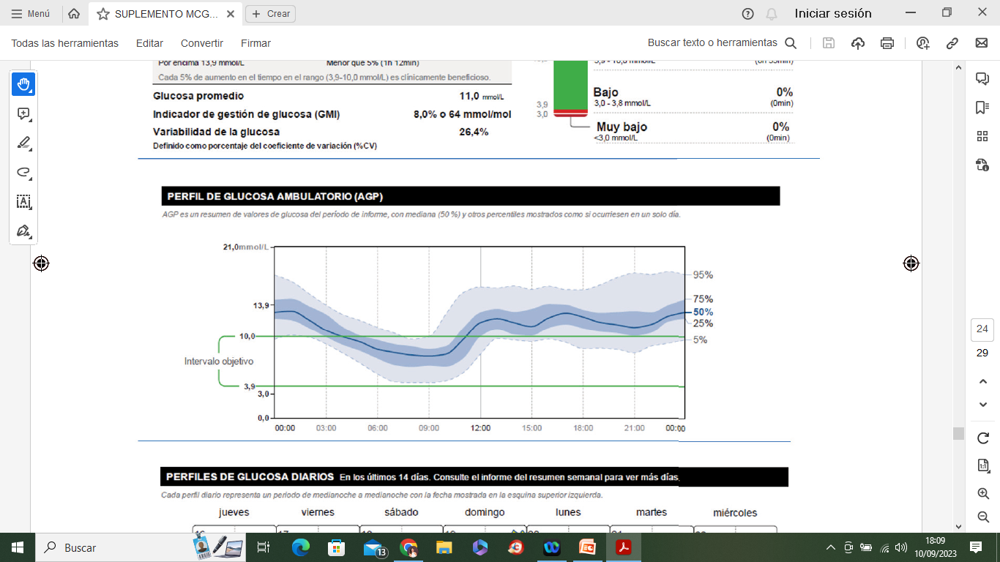 Menú
SUPLEMENTO MCG...
Crear
Iniciar sesión
Todas las herramientas
Editar
Convertir
Firmar
Buscar texto o herramientas
Por encima 13,9 mmol/L
Menor que 5% (1h 12min)
Cada 5% de aumento en el tiempo en el rango (3,9-10,0 mmol/L) es clínicamente beneficioso.
Glucosa promedio
11,0 mmol/L
Indicador de gestión de glucosa (GMI)
8,0% o 64 mmol/mol
Variabilidad de la glucosa
26,4%
Definido como porcentaje del coeficiente de variación (%CV)
3,9 - 10,0 mmol/L
Bajo
0%
3,0 - 3,8 mmol/L
(0min)
3,9
3,0
Muy bajo
0%
<3,0 mmol/L
(0min)
PERFIL DE GLUCOSA AMBULATORIO (AGP)
AGP es un resumen de valores de glucosa del período de informe, con mediana (50 %) y otros percentiles mostrados como si ocurriesen en un solo día.
21,0mmol/L
13,9
10,0
Intervalo objetivo
3,9
3,0
0,0
95%
75%
50%
25%
5%
00:00
03:00
06:00
09:00
12:00
15:00
18:00
21:00
00:00
PERFILES DE GLUCOSA DIARIOS En los últimos 14 días. Consulte el informe del resumen semanal para ver más días.
Cada perfil diario representa un periodo de medianoche a medianoche con la fecha mostrada en la esquina superior izquierda.
jueves
viernes
sábado
domingo
lunes
martes
miércoles
24
29
Buscar
13
18:09
10/09/2023